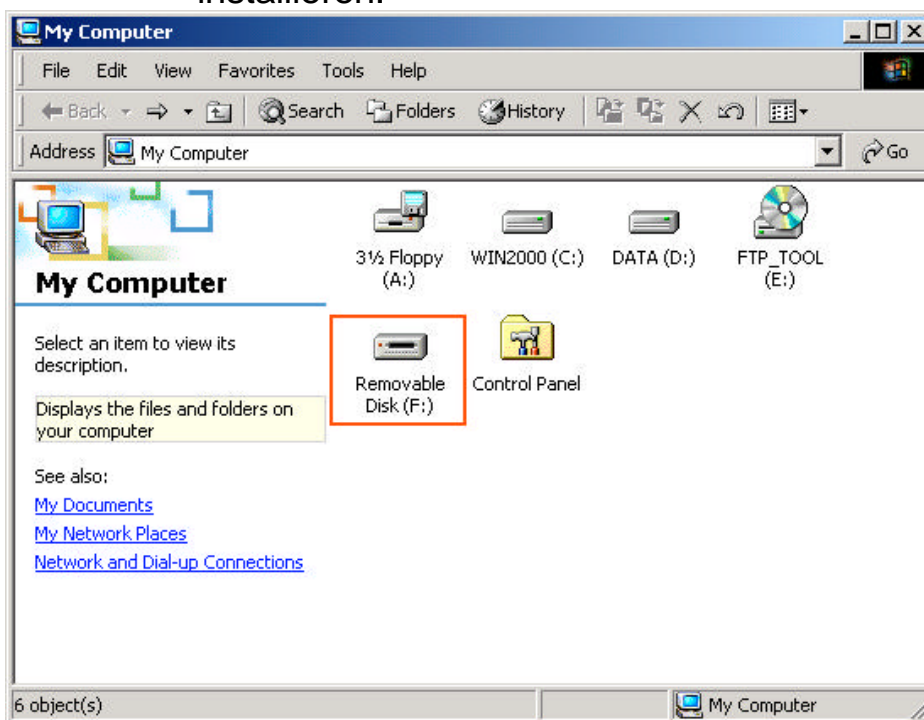 installieren.
My Computer
File Edit View Favorites Tools Help
Back Search Folders History
Address My Computer Go
My Computer
Select an item to view its
description.
Displays the files and folders on
your computer
See also:
My Documents
My Network Places
Network and Dial-up Connections
3½ Floppy
(A:)
WIN2000 (C:)
DATA (D:)
FTP_TOOL
(E:)
Removable
Disk (F:)
Control Panel
6 object(s) My Computer